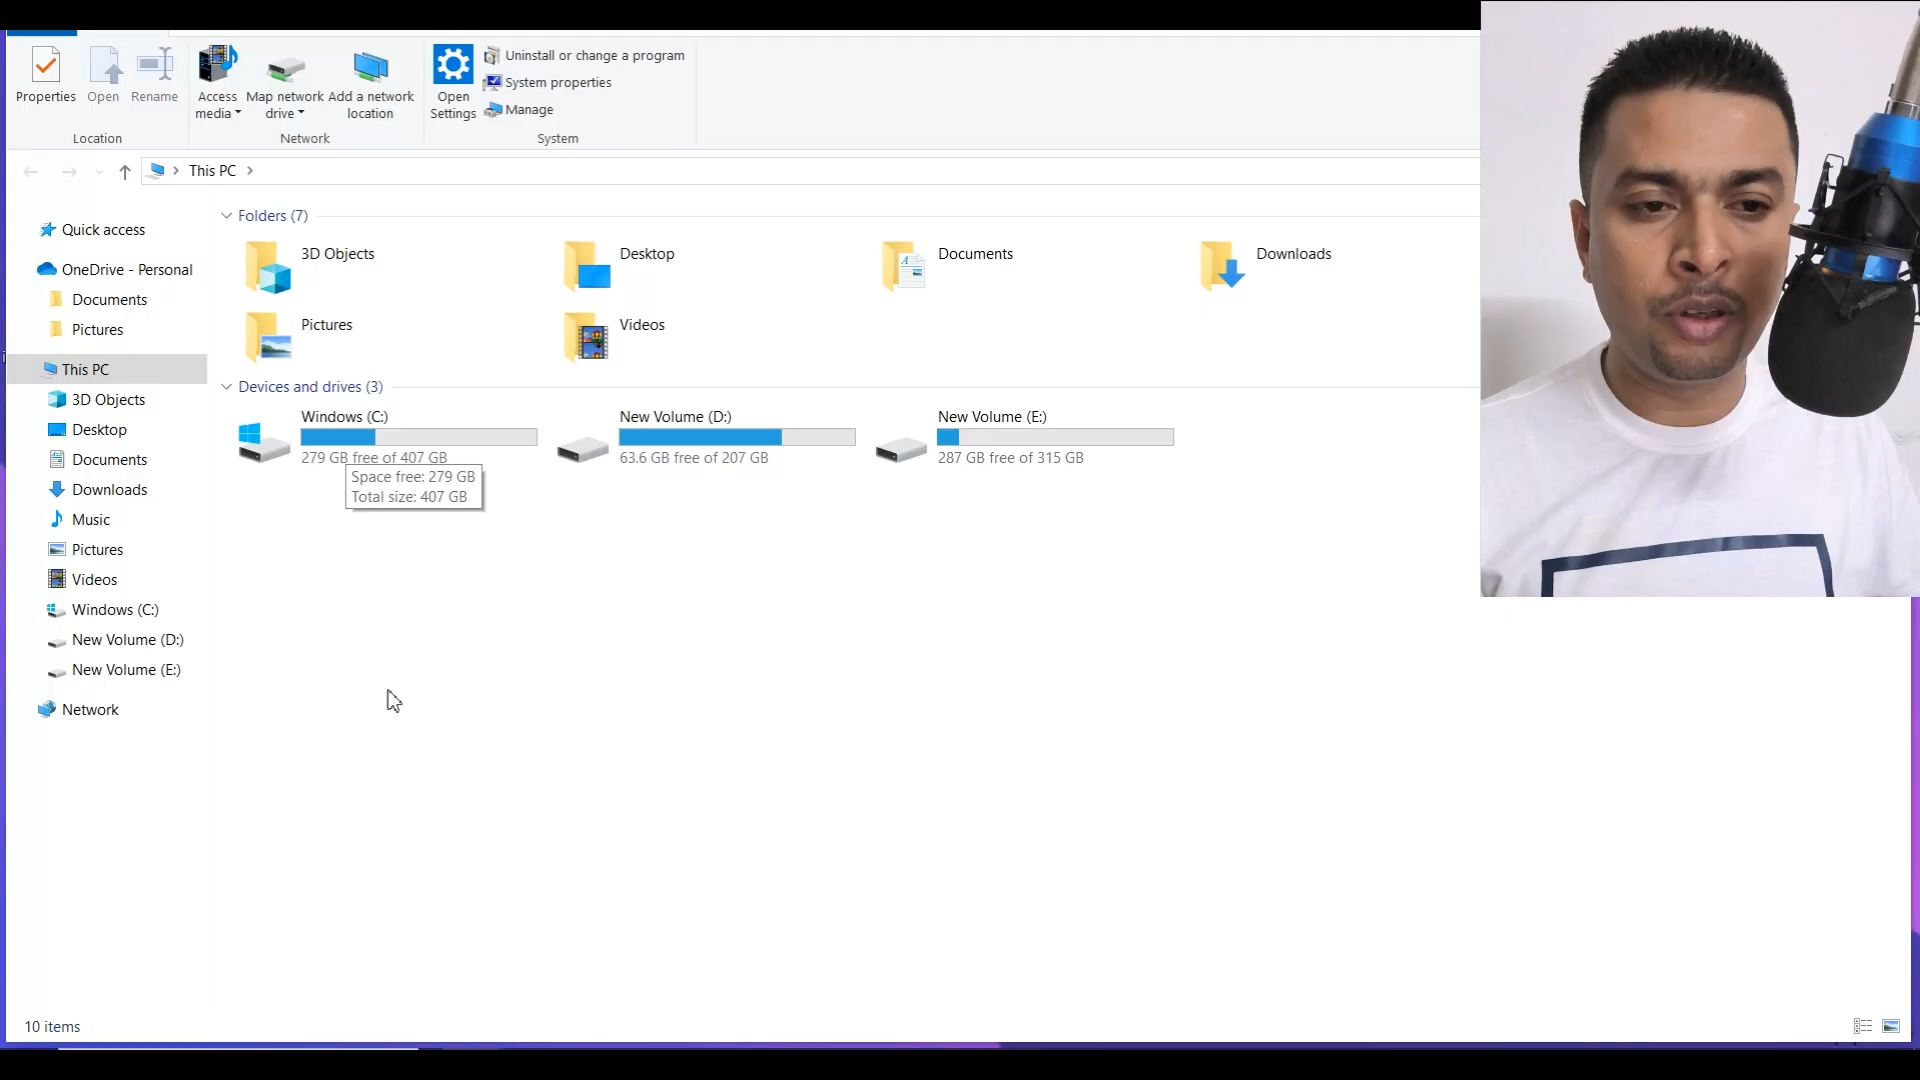 Properties
Open
Rename
Access media
Map network drive
Add a network location
Open Settings
Uninstall or change a program
System properties
Manage
Location
Network
System
This PC
Quick access
OneDrive - Personal
Documents
Pictures
This PC
3D Objects
Desktop
Documents
Downloads
Music
Pictures
Videos
Windows (C:)
New Volume (D:)
New Volume (E:)
Network
Folders (7)
3D Objects
Desktop
Documents
Downloads
Pictures
Videos
Devices and drives (3)
Windows (C:)
279 GB free of 407 GB
New Volume (D:)
63.6 GB free of 207 GB
New Volume (E:)
287 GB free of 315 GB
Space free: 279 GB
Total size: 407 GB
10 items